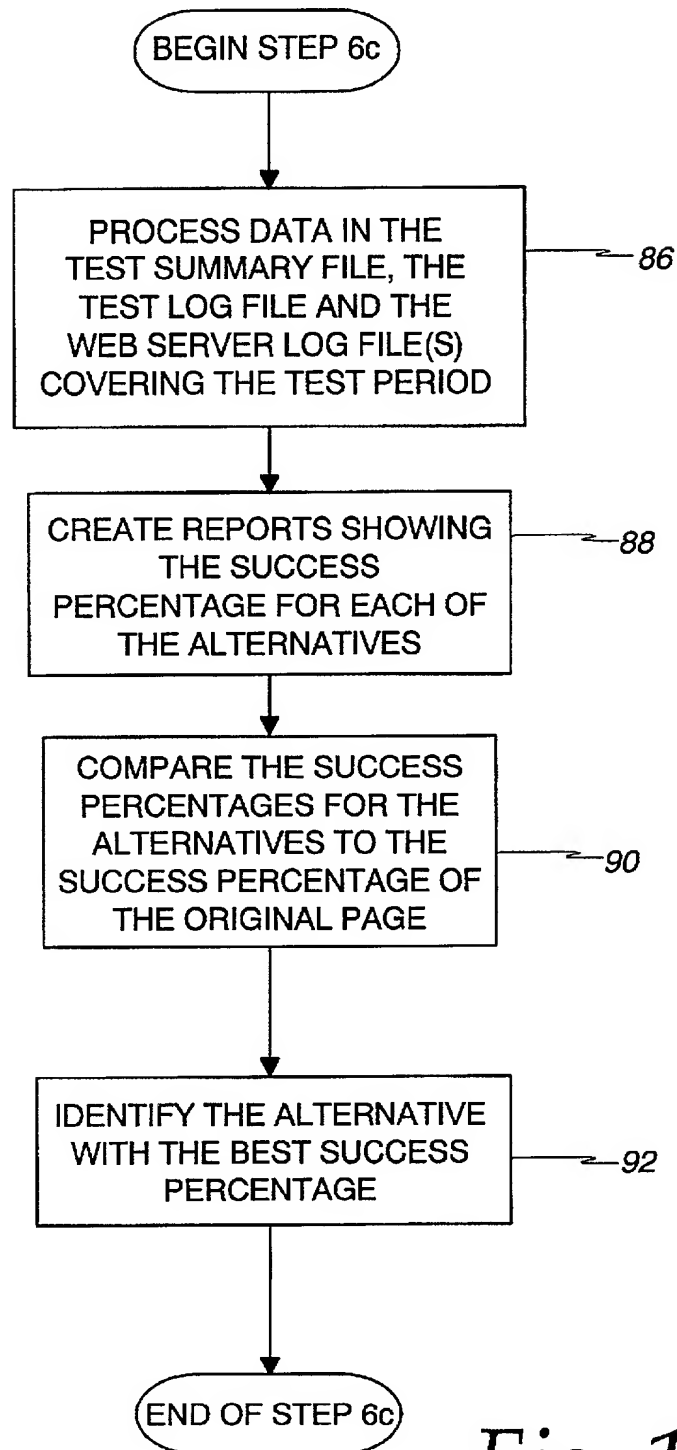 BEGIN STEP 6c
PROCESS DATA IN THE
TEST SUMMARY FILE, THE
TEST LOG FILE AND THE
WEB SERVER LOG FILE(S)
COVERING THE TEST PERIOD
86
CREATE REPORTS SHOWING
THE SUCCESS
PERCENTAGE FOR EACH OF
THE ALTERNATIVES
88
COMPARE THE SUCCESS
PERCENTAGES FOR THE
ALTERNATIVES TO THE
SUCCESS PERCENTAGE OF
THE ORIGINAL PAGE
90
IDENTIFY THE ALTERNATIVE
WITH THE BEST SUCCESS
PERCENTAGE
92
END OF STEP 6c